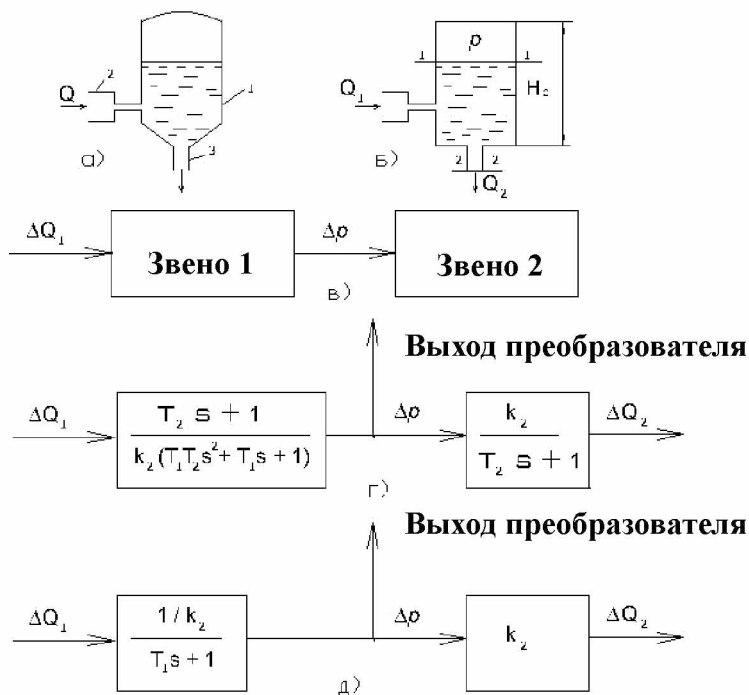 2
Q
1
3
а)
p
1 1
Q₁
H₀
2 2
Q₂
б)
ΔQ₁
Звено 1
Δp
Звено 2
в)
Выход преобразователя
ΔQ₁
T₂ s + 1
k₂ (T₁T₂s² + T₁s + 1)
Δp
k₂
T₂ s + 1
ΔQ₂
г)
Выход преобразователя
ΔQ₁
1 / k₂
T₁s + 1
Δp
k₂
ΔQ₂
д)